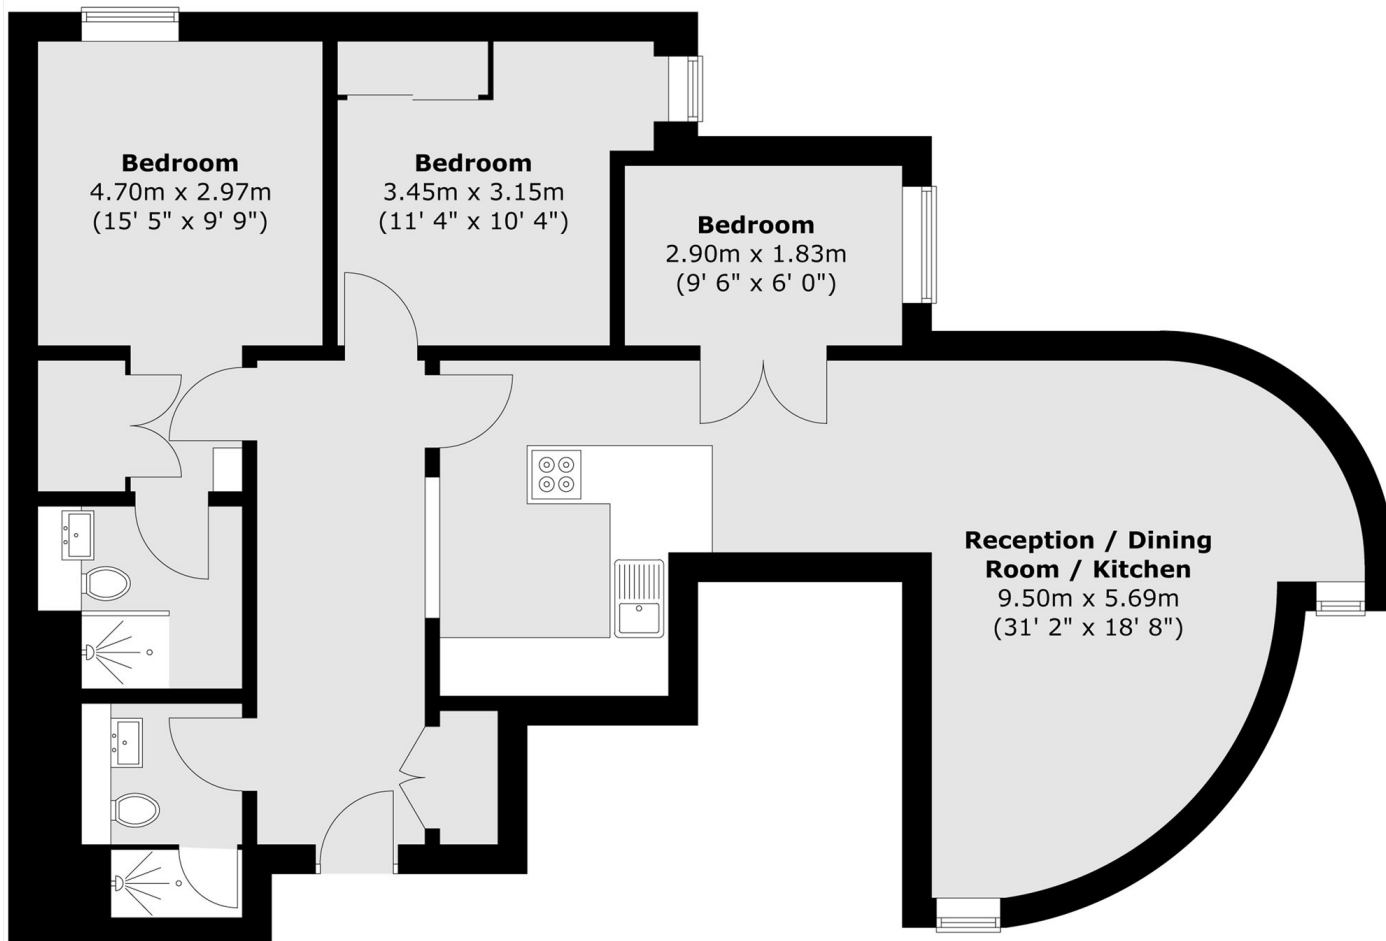 Bedroom
4.70m x 2.97m
(15' 5" x 9' 9")
Bedroom
3.45m x 3.15m
(11' 4" x 10' 4")
Bedroom
2.90m x 1.83m
(9' 6" x 6' 0")
Reception / Dining
Room / Kitchen
9.50m x 5.69m
(31' 2" x 18' 8")